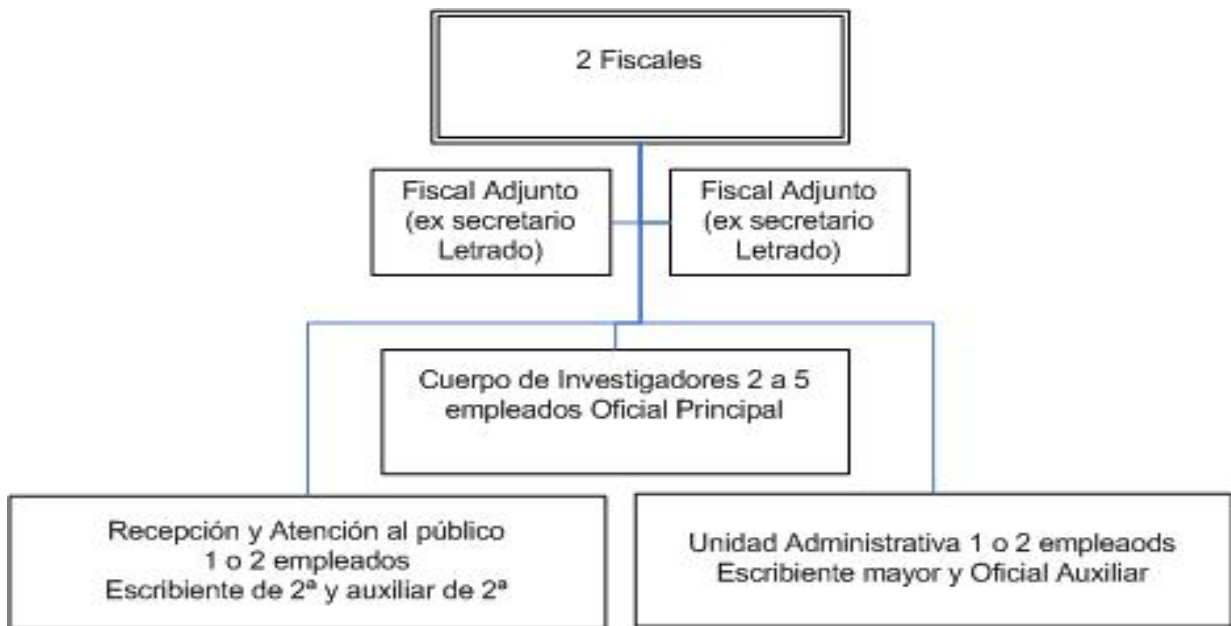 2 Fiscales
Fiscal Adjunto
(ex secretario
Letrado)
Fiscal Adjunto
(ex secretario
Letrado)
Cuerpo de Investigadores 2 a 5
empleados Oficial Principal
Recepción y Atención al público
1 o 2 empleados
Escribiente de 2ª y auxiliar de 2ª
Unidad Administrativa 1 o 2 empleaods
Escribiente mayor y Oficial Auxiliar